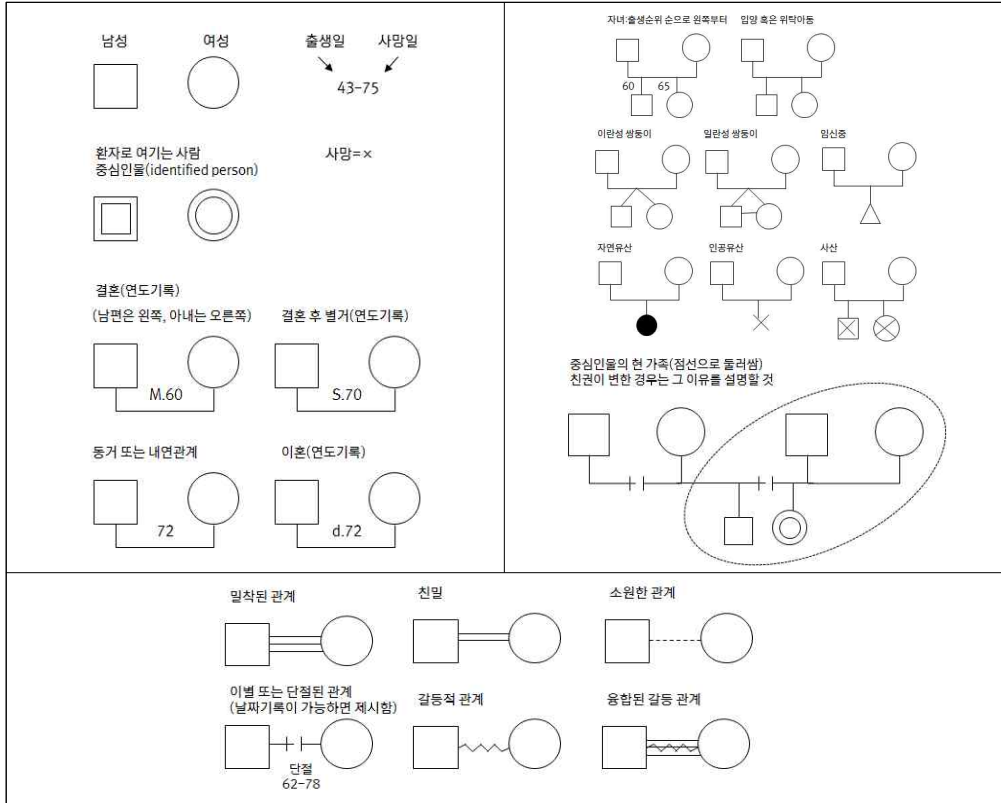 남성
여성
출생일
사망일
43-75
환자로 여기는 사람
중심인물(identified person)
사망=×
결혼(연도기록)
(남편은 왼쪽, 아내는 오른쪽)
결혼 후 별거(연도기록)
M.60
S.70
동거 또는 내연관계
이혼(연도기록)
72
d.72
자녀:출생순위 순으로 왼쪽부터
입양 혹은 위탁아동
60
65
이란성 쌍둥이
일란성 쌍둥이
임신중
자연유산
인공유산
사산
중심인물의 현 가족(점선으로 둘러쌈)
친권이 변한 경우는 그 이유를 설명할 것
밀착된 관계
친밀
소원한 관계
이별 또는 단절된 관계
(날짜기록이 가능하면 제시함)
갈등적 관계
융합된 갈등 관계
단절
62-78